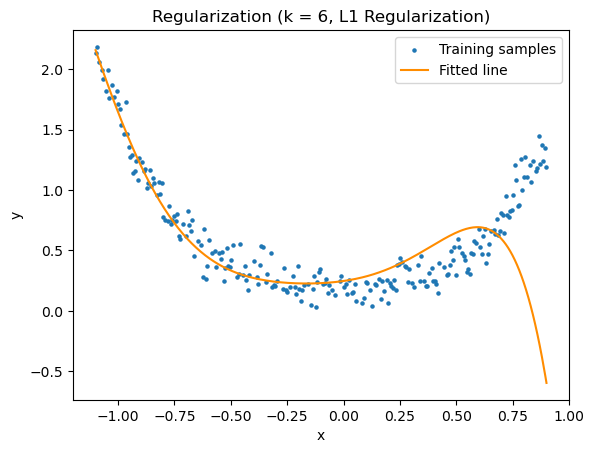 Regularization (k = 6, L1 Regularization)
Training samples
Fitted line
2.0
1.5
1.0
0.5
0.0
−0.5
y
−1.00 −0.75 −0.50 −0.25 0.00 0.25 0.50 0.75 1.00
x